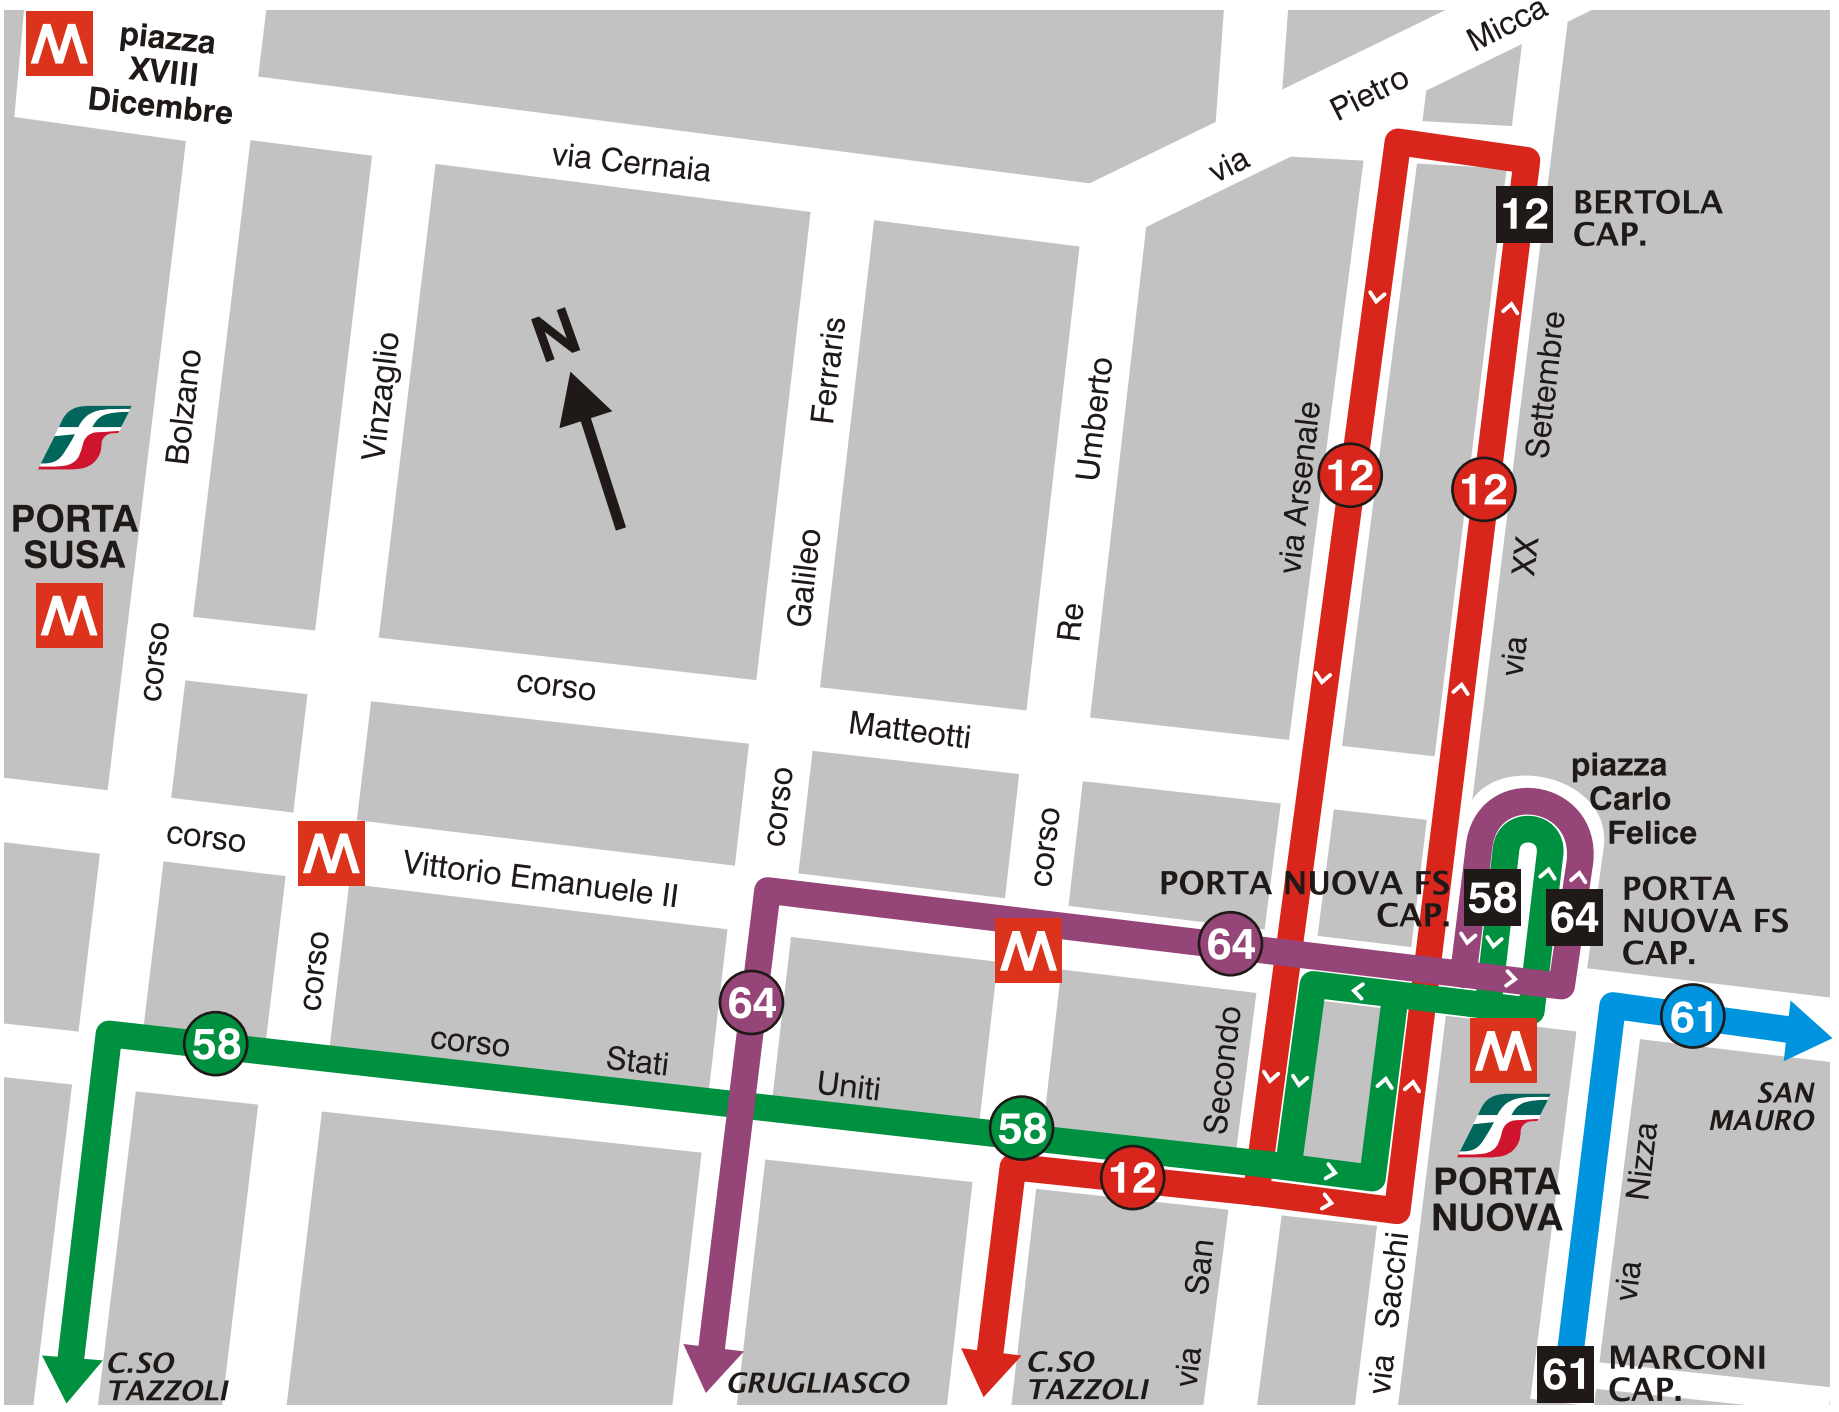 M
piazza
XVIII
Dicembre
via Cernaia
via Pietro Micca
12
BERTOLA
CAP.
N
corso Bolzano
corso Vinzaglio
corso Galileo Ferraris
corso Re Umberto
via Arsenale
via XX Settembre
12
12
PORTA
SUSA
M
corso Matteotti
piazza
Carlo
Felice
corso Vittorio Emanuele II
M
PORTA NUOVA FS
CAP.
58
64
PORTA
NUOVA FS
CAP.
64
M
64
61
SAN
MAURO
58
corso Stati Uniti
58
12
via San Secondo
via Sacchi
M
PORTA
NUOVA
via Nizza
C.SO
TAZZOLI
GRUGLIASCO
C.SO
TAZZOLI
61
MARCONI
CAP.